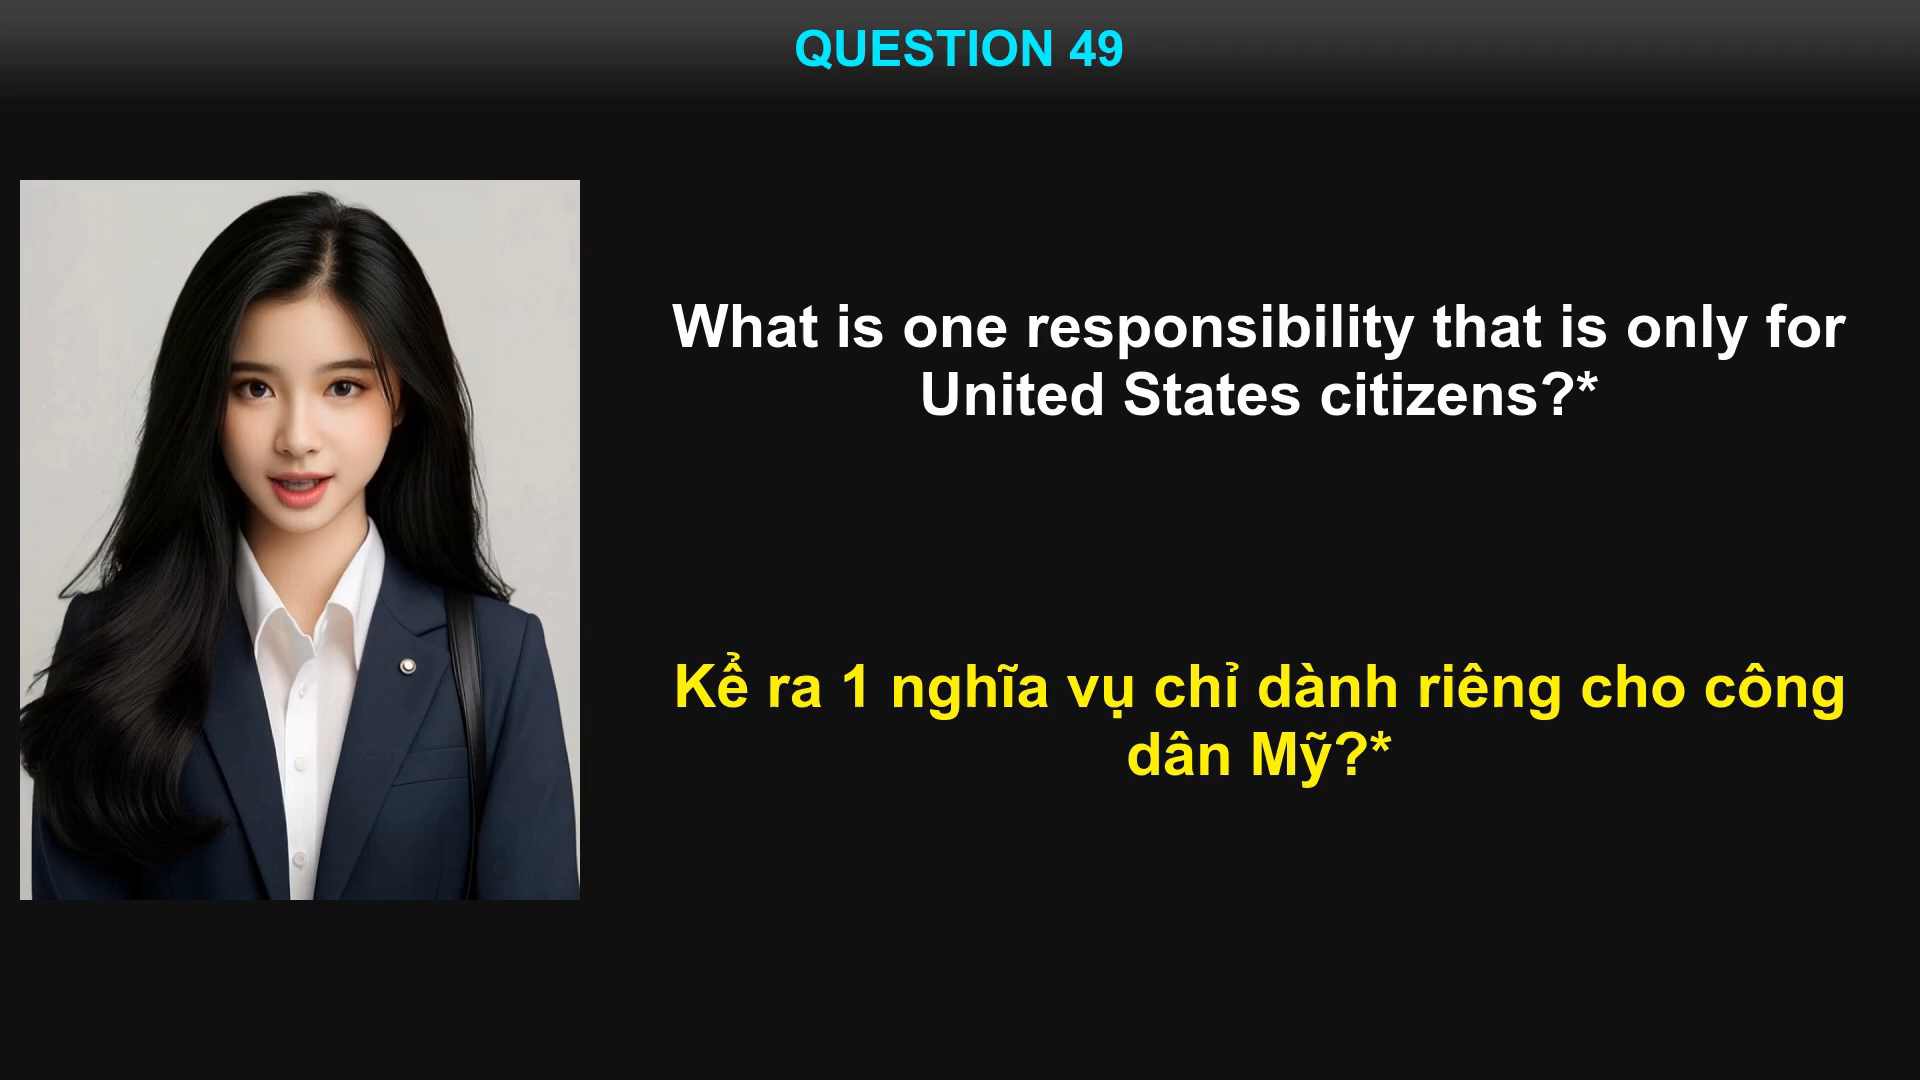 QUESTION 49
What is one responsibility that is only for
United States citizens?*
Kể ra 1 nghĩa vụ chỉ dành riêng cho công
dân Mỹ?*